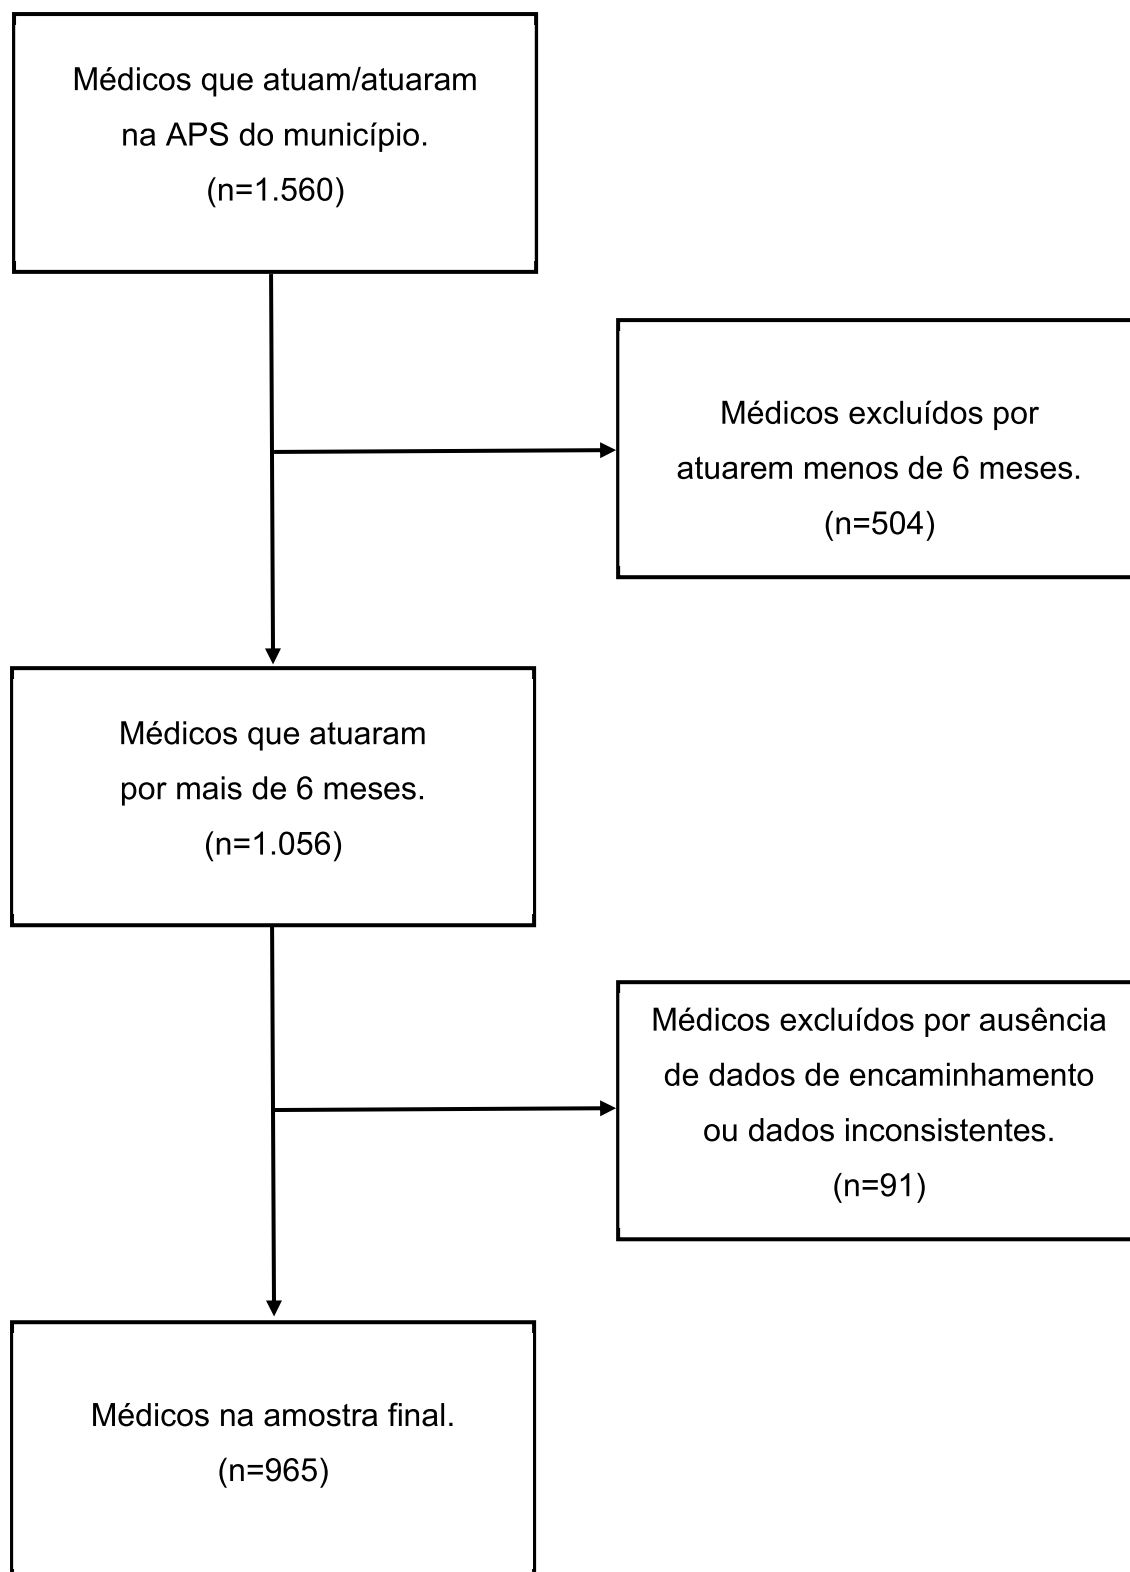 Médicos que atuam/atuaram
na APS do município.
(n=1.560)
Médicos excluídos por
atuarem menos de 6 meses.
(n=504)
Médicos que atuaram
por mais de 6 meses.
(n=1.056)
Médicos excluídos por ausência
de dados de encaminhamento
ou dados inconsistentes.
(n=91)
Médicos na amostra final.
(n=965)